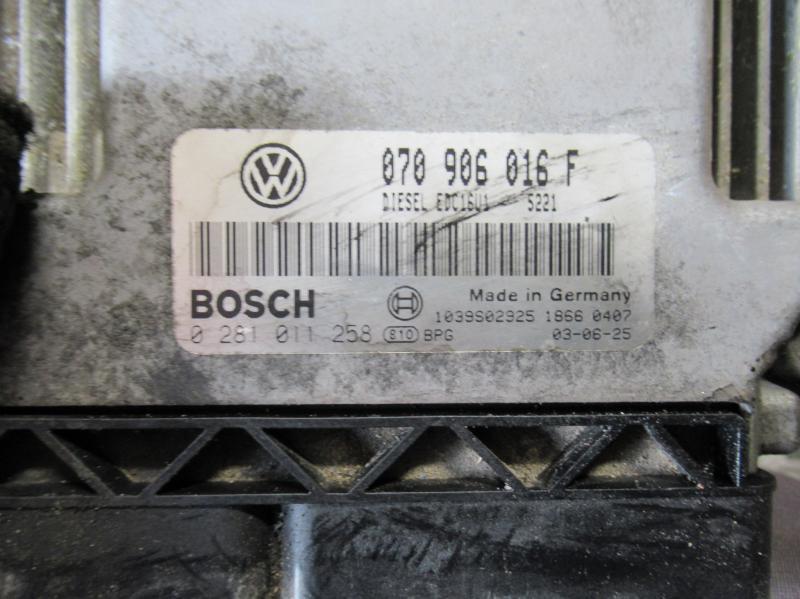 070 906 016 F
DIESEL EDC16U1 - 5221
BOSCH
Made in Germany
1039S02925 1866 0407
0 281 011 258 810 BPG 03-06-25